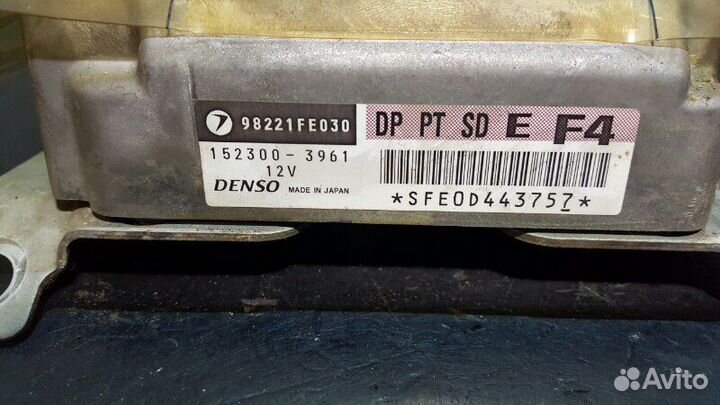 98221FE030 DP PT SD E F4
152300-3961
12V
DENSO MADE IN JAPAN
*SFE0D443757*
Avito